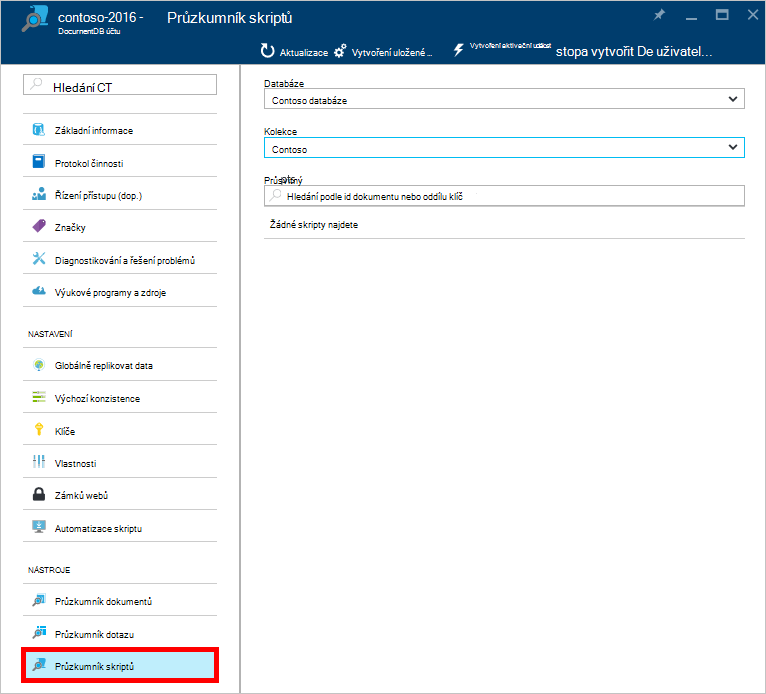 contoso-2016 -
DocumentDB účtu
Průzkumník skriptů
Aktualizace
Vytvoření uložené ...
Vytvoření aktivační událost
stopa vytvořit De uživatel...
Hledání CT
Základní informace
Protokol činnosti
Řízení přístupu (dop.)
Značky
Diagnostikování a řešení problémů
Výukové programy a zdroje
NASTAVENÍ
Globálně replikovat data
Výchozí konzistence
Klíče
Vlastnosti
Zámků webů
Automatizace skriptu
NÁSTROJE
Průzkumník dokumentů
Průzkumník dotazu
Průzkumník skriptů
Databáze
Contoso databáze
Kolekce
Contoso
Hledání podle id dokumentu nebo oddílu klíč
Žádné skripty najdete